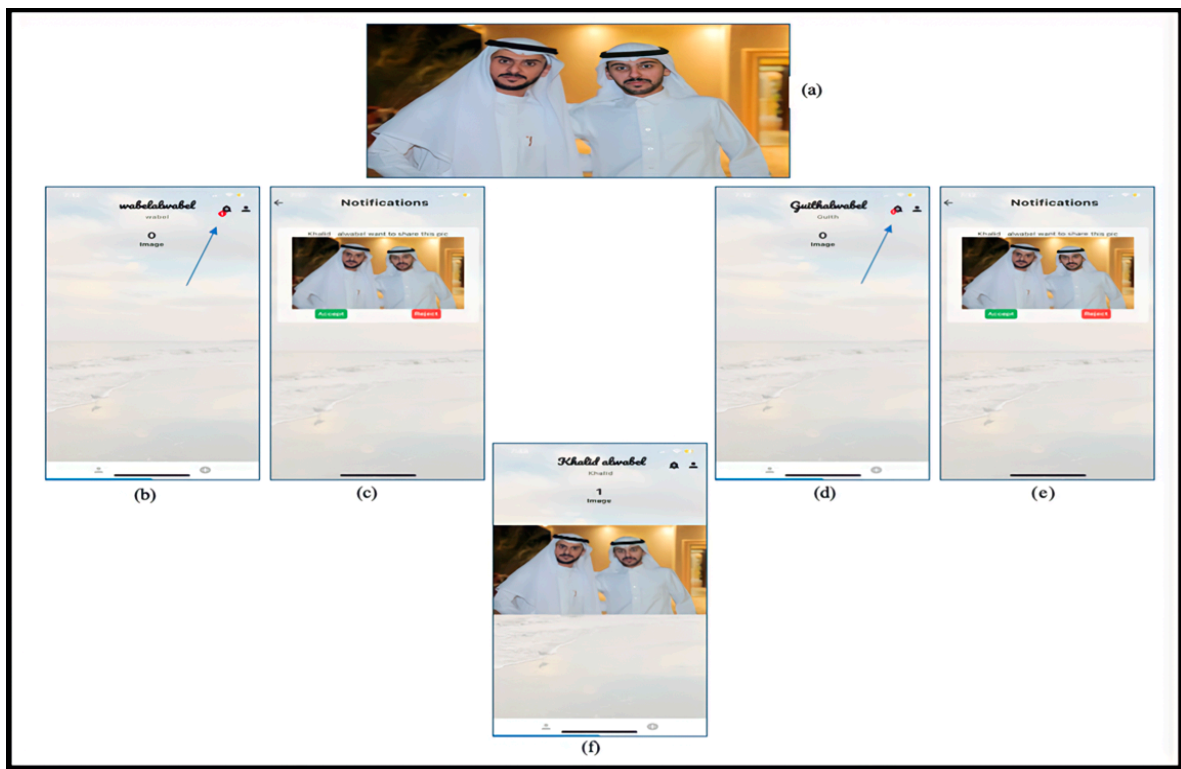 (a)
wabelalwabel
wabel
0
Image
Notifications
Khalid alwabel want to share this pic
Accept Reject
Guithalwabel
Guith
0
Image
Notifications
Khalid alwabel want to share this pic
Accept Reject
(b)
(c)
(d)
(e)
Khalid alwabel
Khalid
1
Image
(f)